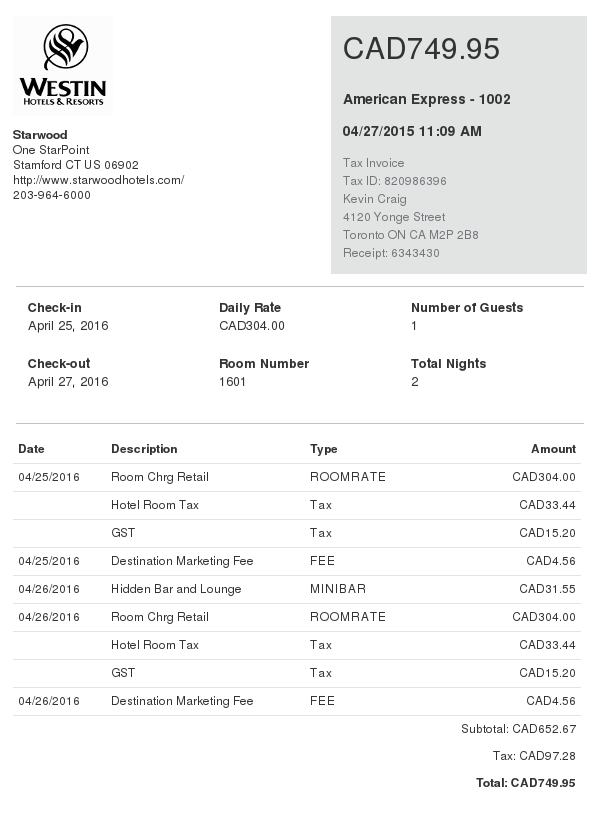 WESTIN
HOTELS & RESORTS
Starwood
One StarPoint
Stamford CT US 06902
http://www.starwoodhotels.com/
203-964-6000
CAD749.95
American Express - 1002
04/27/2015 11:09 AM
Tax Invoice
Tax ID: 820986396
Kevin Craig
4120 Yonge Street
Toronto ON CA M2P 2B8
Receipt: 6343430
Check-in Daily Rate Number of Guests
April 25, 2016 CAD304.00 1
Check-out Room Number Total Nights
April 27, 2016 1601 2
Date Description Type Amount
04/25/2016 Room Chrg Retail ROOMRATE CAD304.00
Hotel Room Tax Tax CAD33.44
GST Tax CAD15.20
04/25/2016 Destination Marketing Fee FEE CAD4.56
04/26/2016 Hidden Bar and Lounge MINIBAR CAD31.55
04/26/2016 Room Chrg Retail ROOMRATE CAD304.00
Hotel Room Tax Tax CAD33.44
GST Tax CAD15.20
04/26/2016 Destination Marketing Fee FEE CAD4.56
Subtotal: CAD652.67
Tax: CAD97.28
Total: CAD749.95